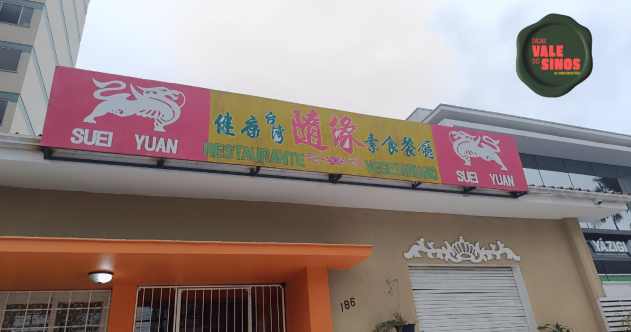 DICAS
VALE
DO SINOS
SUEI YUAN
健康台灣隨緣素食餐廳
RESTAURANTE VEGETARIANO
SUEI YUAN
186
YÁZIGI